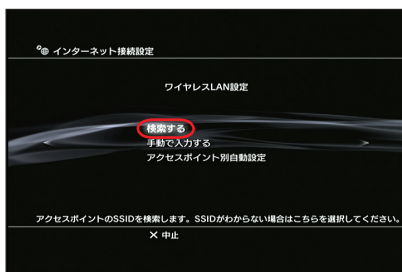 インターネット接続設定
ワイヤレスLAN設定
検索する
手動で入力する
アクセスポイント別自動設定
アクセスポイントのSSIDを検索します。SSIDがわからない場合はこちらを選択してください。
✕ 中止